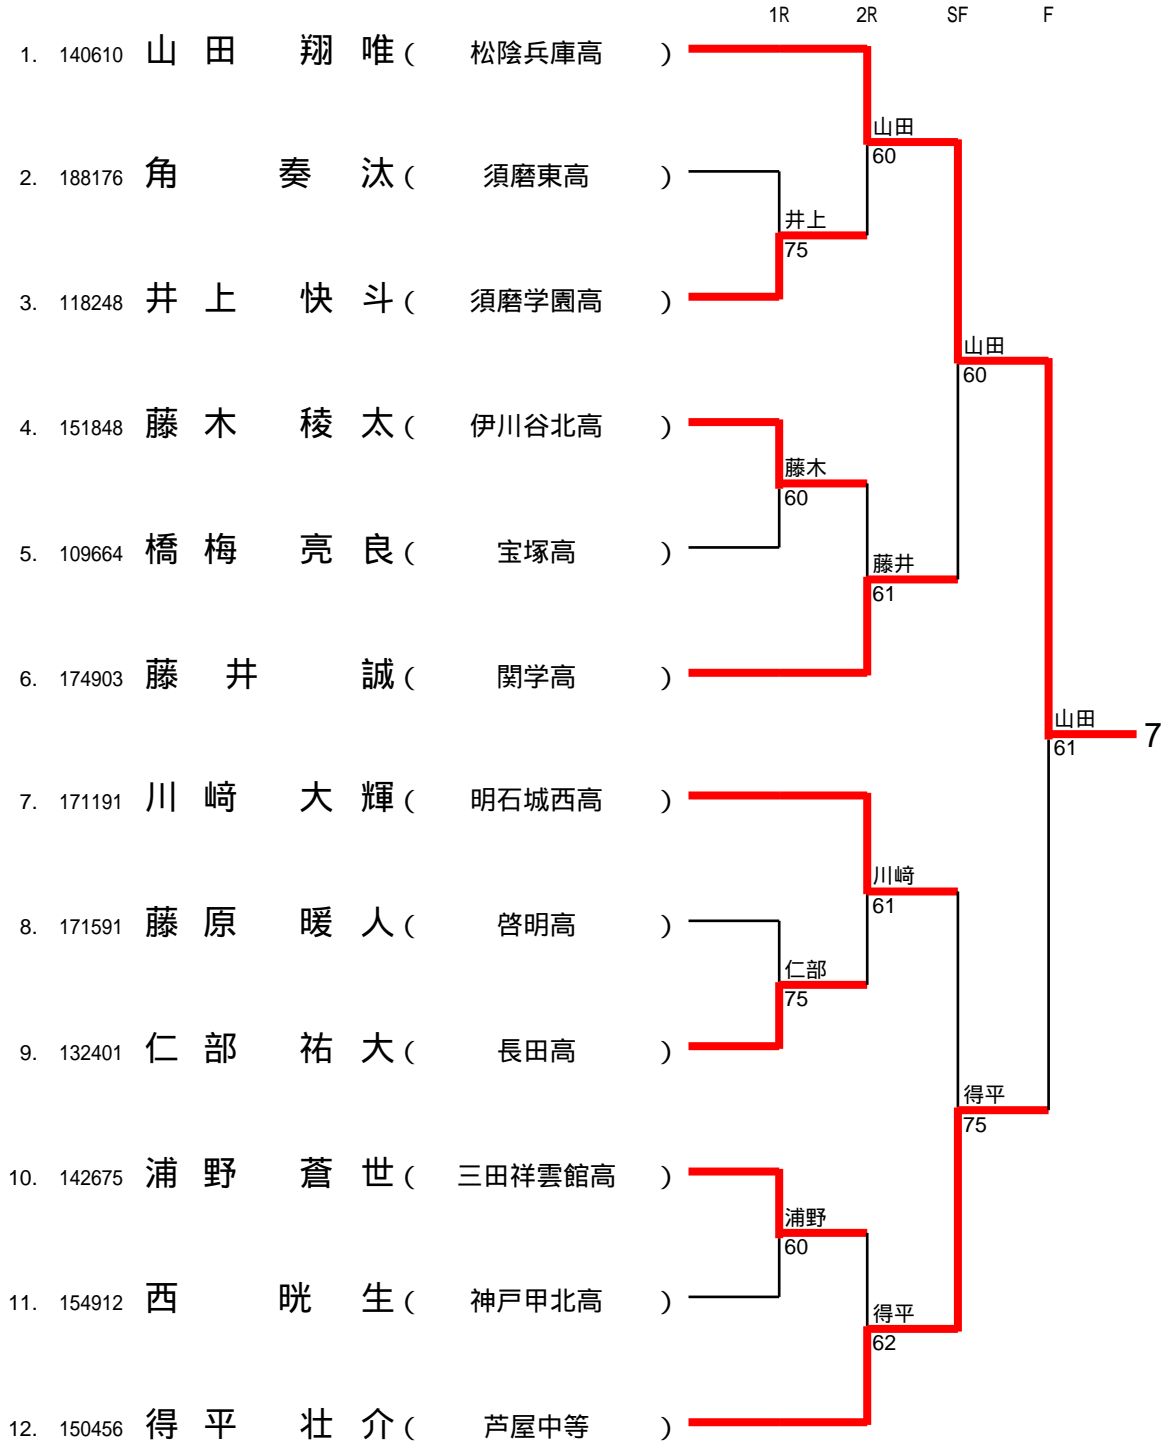 1R 2R SF F
1. 140610 山 田 翔 唯 ( 松陰兵庫高 )
山田
60
2. 188176 角 奏 汰 ( 須磨東高 )
井上
75
3. 118248 井 上 快 斗 ( 須磨学園高 )
山田
60
4. 151848 藤 木 稜 太 ( 伊川谷北高 )
藤木
60
5. 109664 橋 梅 亮 良 ( 宝塚高 )
藤井
61
6. 174903 藤 井 誠 ( 関学高 )
山田
61
7
7. 171191 川 﨑 大 輝 ( 明石城西高 )
川﨑
61
8. 171591 藤 原 暖 人 ( 啓明高 )
仁部
75
9. 132401 仁 部 祐 大 ( 長田高 )
得平
75
10. 142675 浦 野 蒼 世 ( 三田祥雲館高 )
浦野
60
11. 154912 西 晄 生 ( 神戸甲北高 )
得平
62
12. 150456 得 平 壮 介 ( 芦屋中等 )